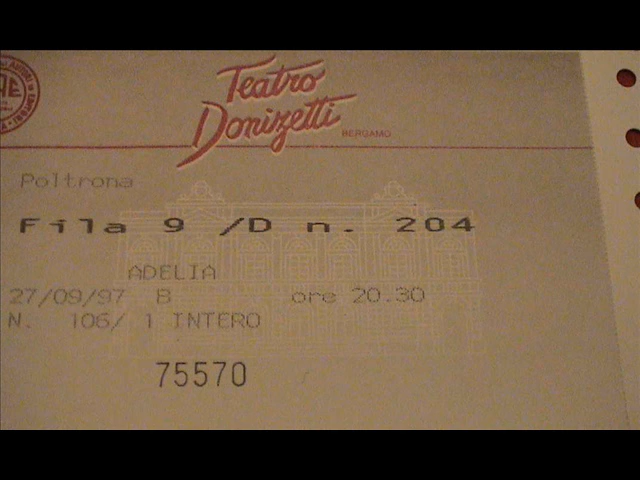 Teatro
Donizetti
BERGAMO
Poltrona
Fila 9 /D n. 204
ADELIA
27/09/97 B ore 20.30
N. 106/ 1 INTERO
75570